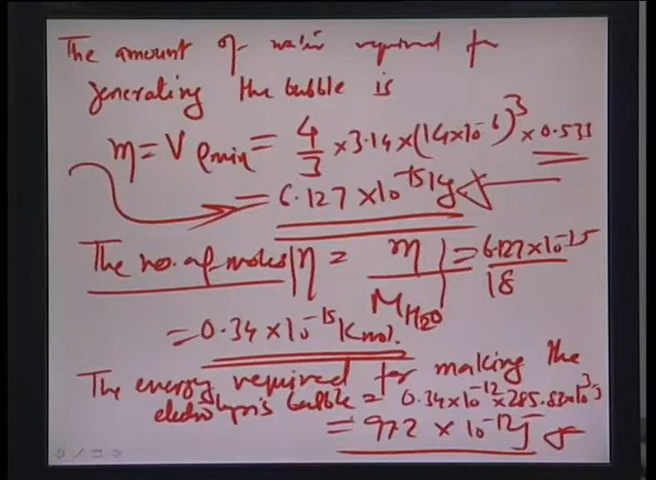 The amount of water required for
generating the bubble is
m = V ρmin = 4/3 × 3.14 × (14×10⁻⁶)³ × 0.533
= 6.127 × 10⁻¹⁵ kg
The no. of moles η = m / M H2O = 6.127×10⁻¹⁵ / 18
= 0.34 × 10⁻¹⁵ Kmol.
The energy required for making the
electrolysis bubble = 0.34×10⁻¹² × 285.82×10³ J
= 97.2 × 10⁻¹² J